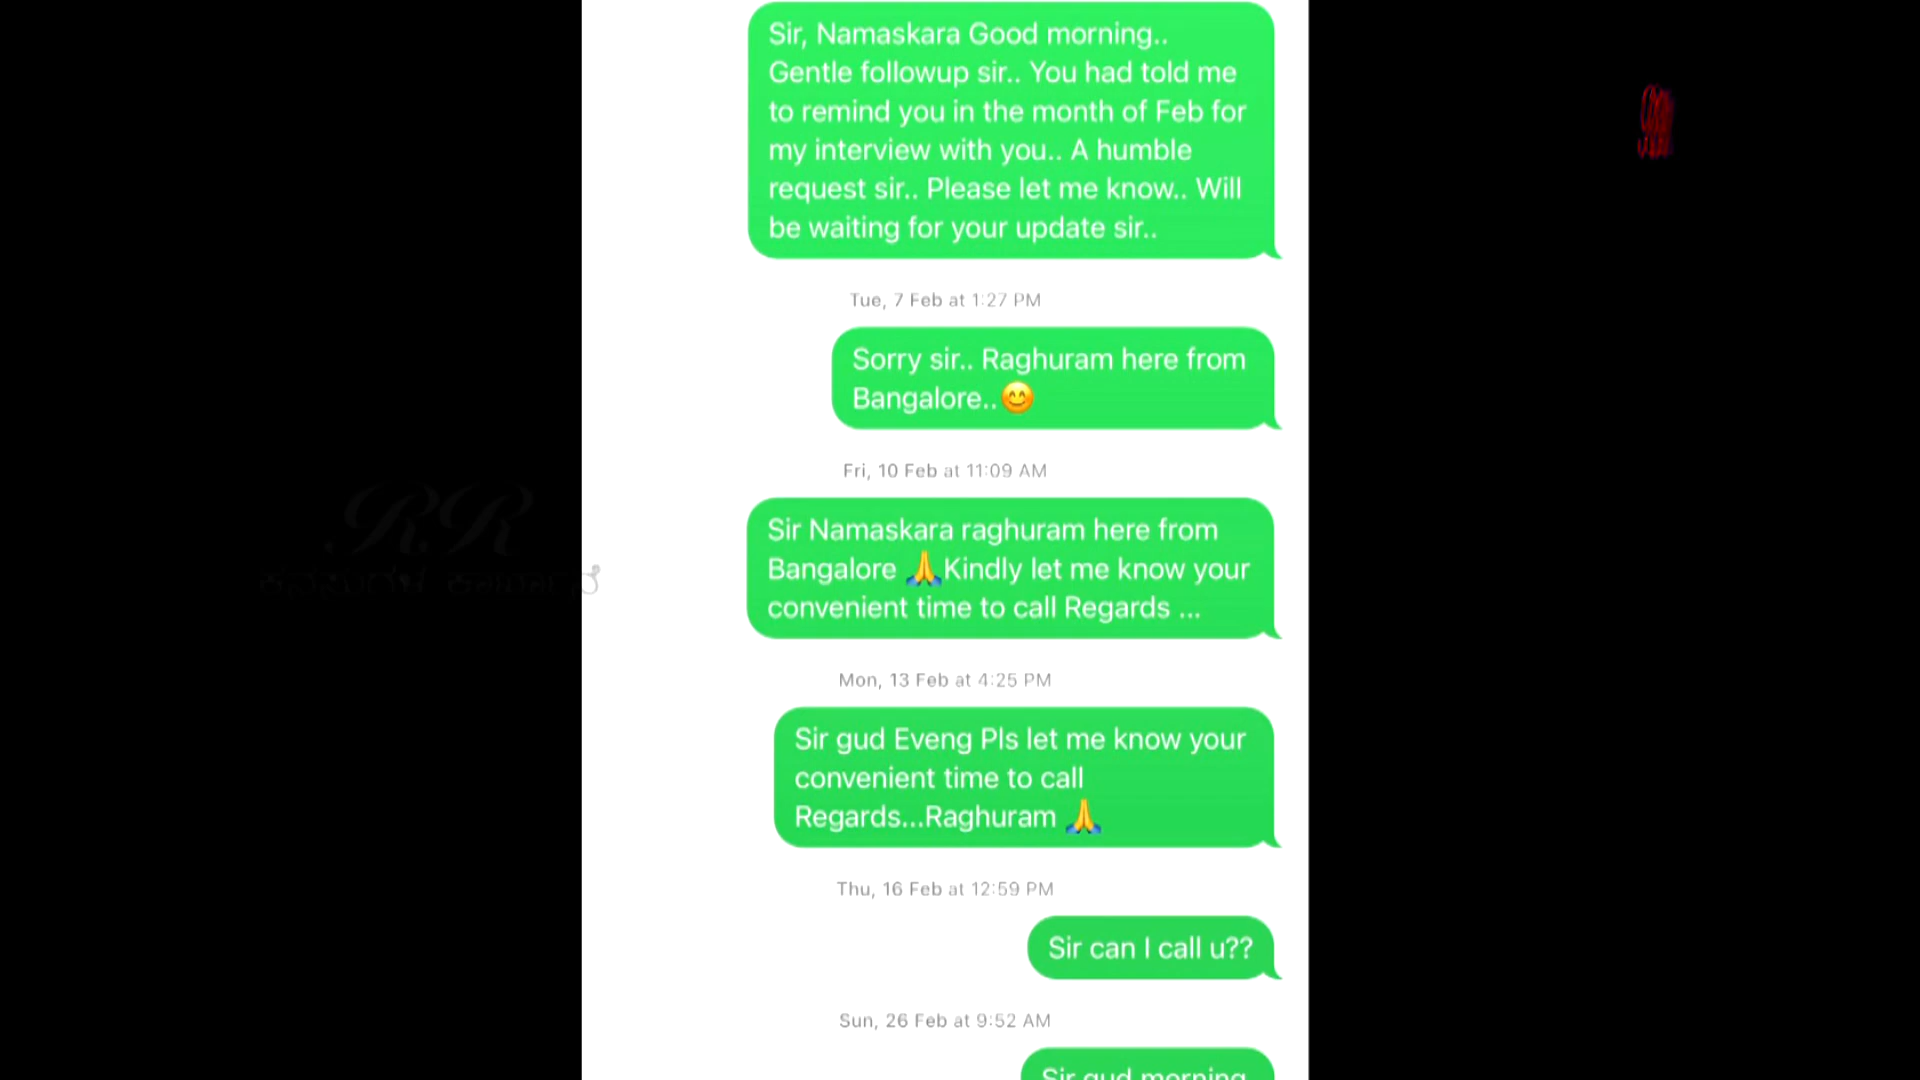 Sir, Namaskara Good morning..
Gentle followup sir.. You had told me
to remind you in the month of Feb for
my interview with you.. A humble
request sir.. Please let me know.. Will
be waiting for your update sir..
Tue, 7 Feb at 1:27 PM
Sorry sir.. Raghuram here from
Bangalore..😊
Fri, 10 Feb at 11:09 AM
Sir Namaskara raghuram here from
Bangalore 🙏Kindly let me know your
convenient time to call Regards ...
Mon, 13 Feb at 4:25 PM
Sir gud Eveng Pls let me know your
convenient time to call
Regards...Raghuram 🙏
Thu, 16 Feb at 12:59 PM
Sir can I call u??
Sun, 26 Feb at 9:52 AM
Sir gud morning
RR